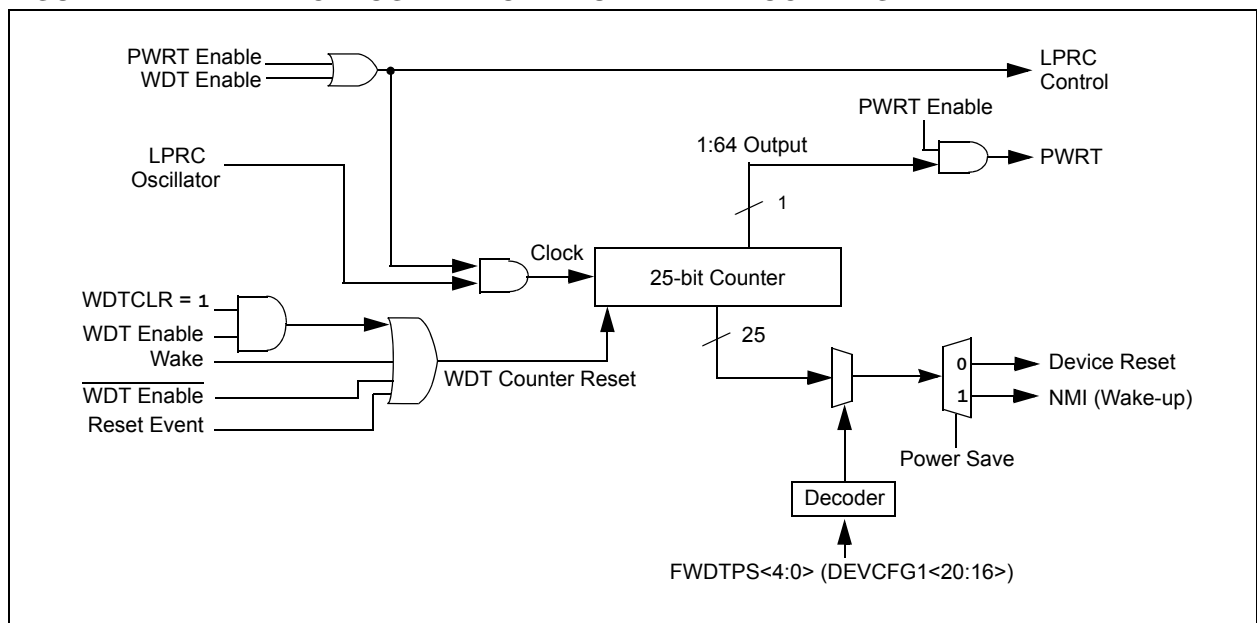 PWRT Enable
WDT Enable
LPRC
Control
PWRT Enable
1:64 Output
PWRT
LPRC
Oscillator
1
Clock
25-bit Counter
WDTCLR = 1
WDT Enable
Wake
WDT Enable
Reset Event
WDT Counter Reset
25
0
1
Device Reset
NMI (Wake-up)
Power Save
Decoder
FWDTPS<4:0> (DEVCFG1<20:16>)